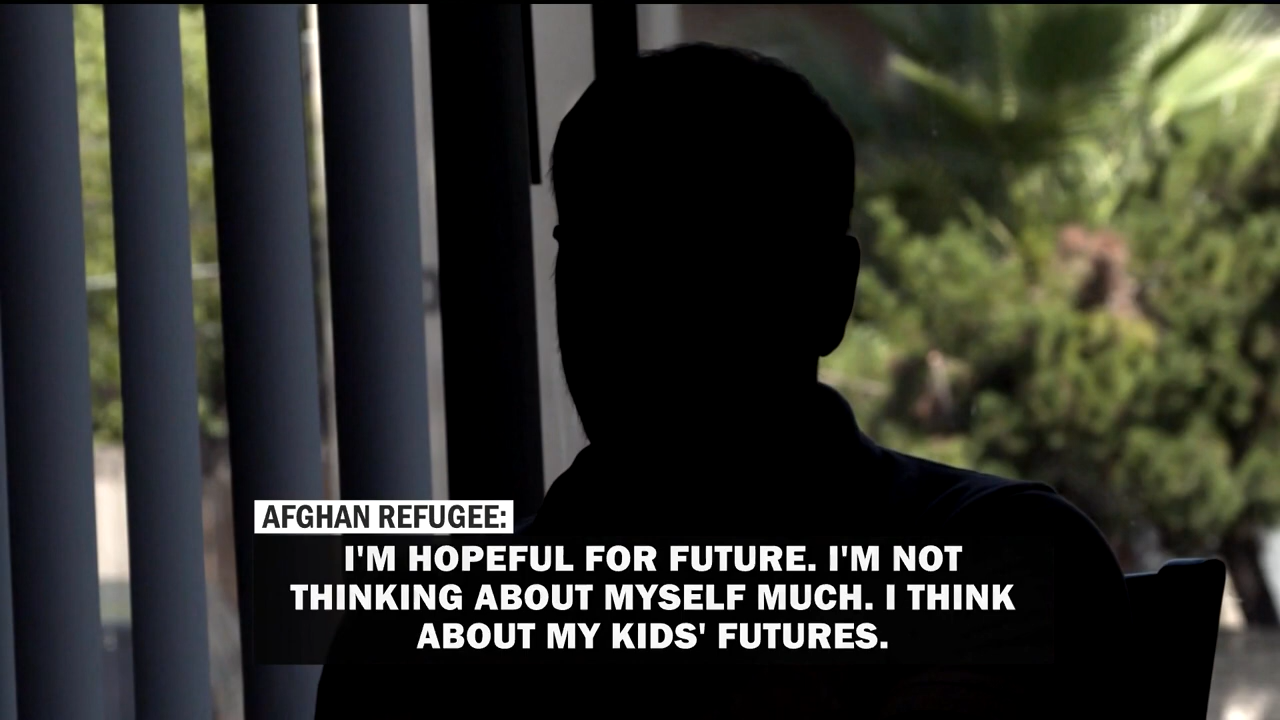 AFGHAN REFUGEE:
I'M HOPEFUL FOR FUTURE. I'M NOT
THINKING ABOUT MYSELF MUCH. I THINK
ABOUT MY KIDS' FUTURES.